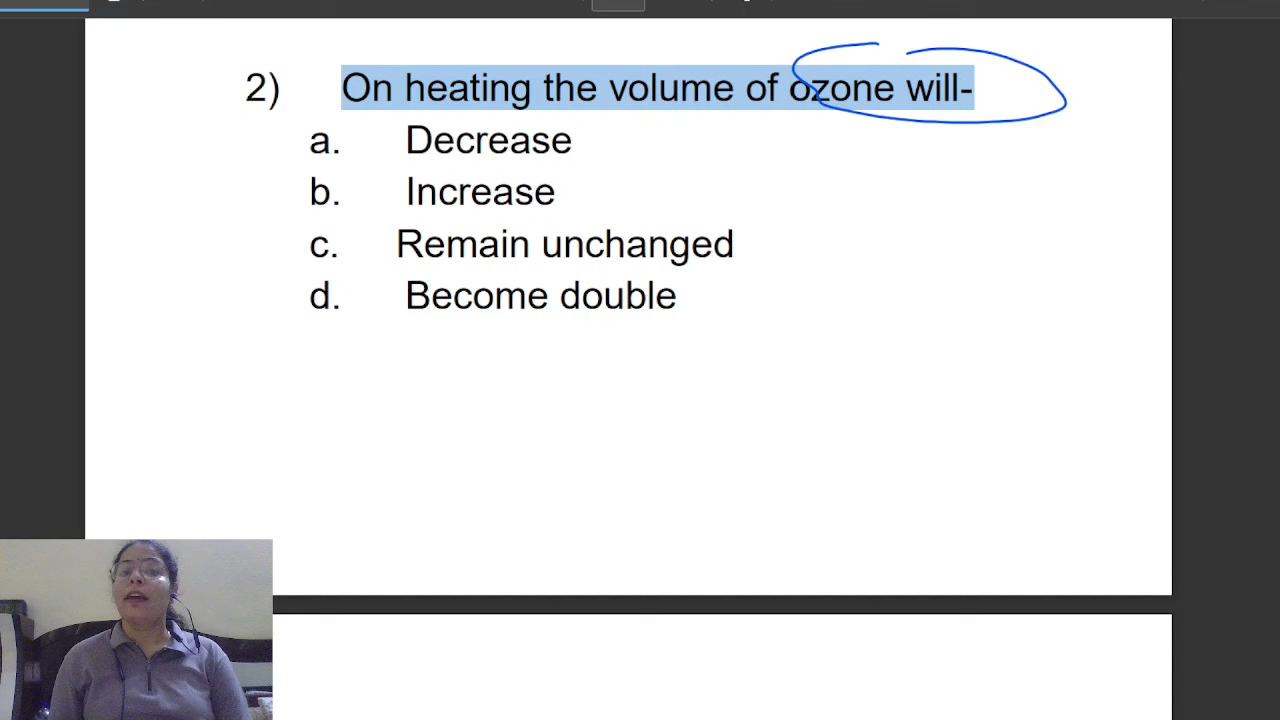 2) On heating the volume of ozone will-
a. Decrease
b. Increase
c. Remain unchanged
d. Become double